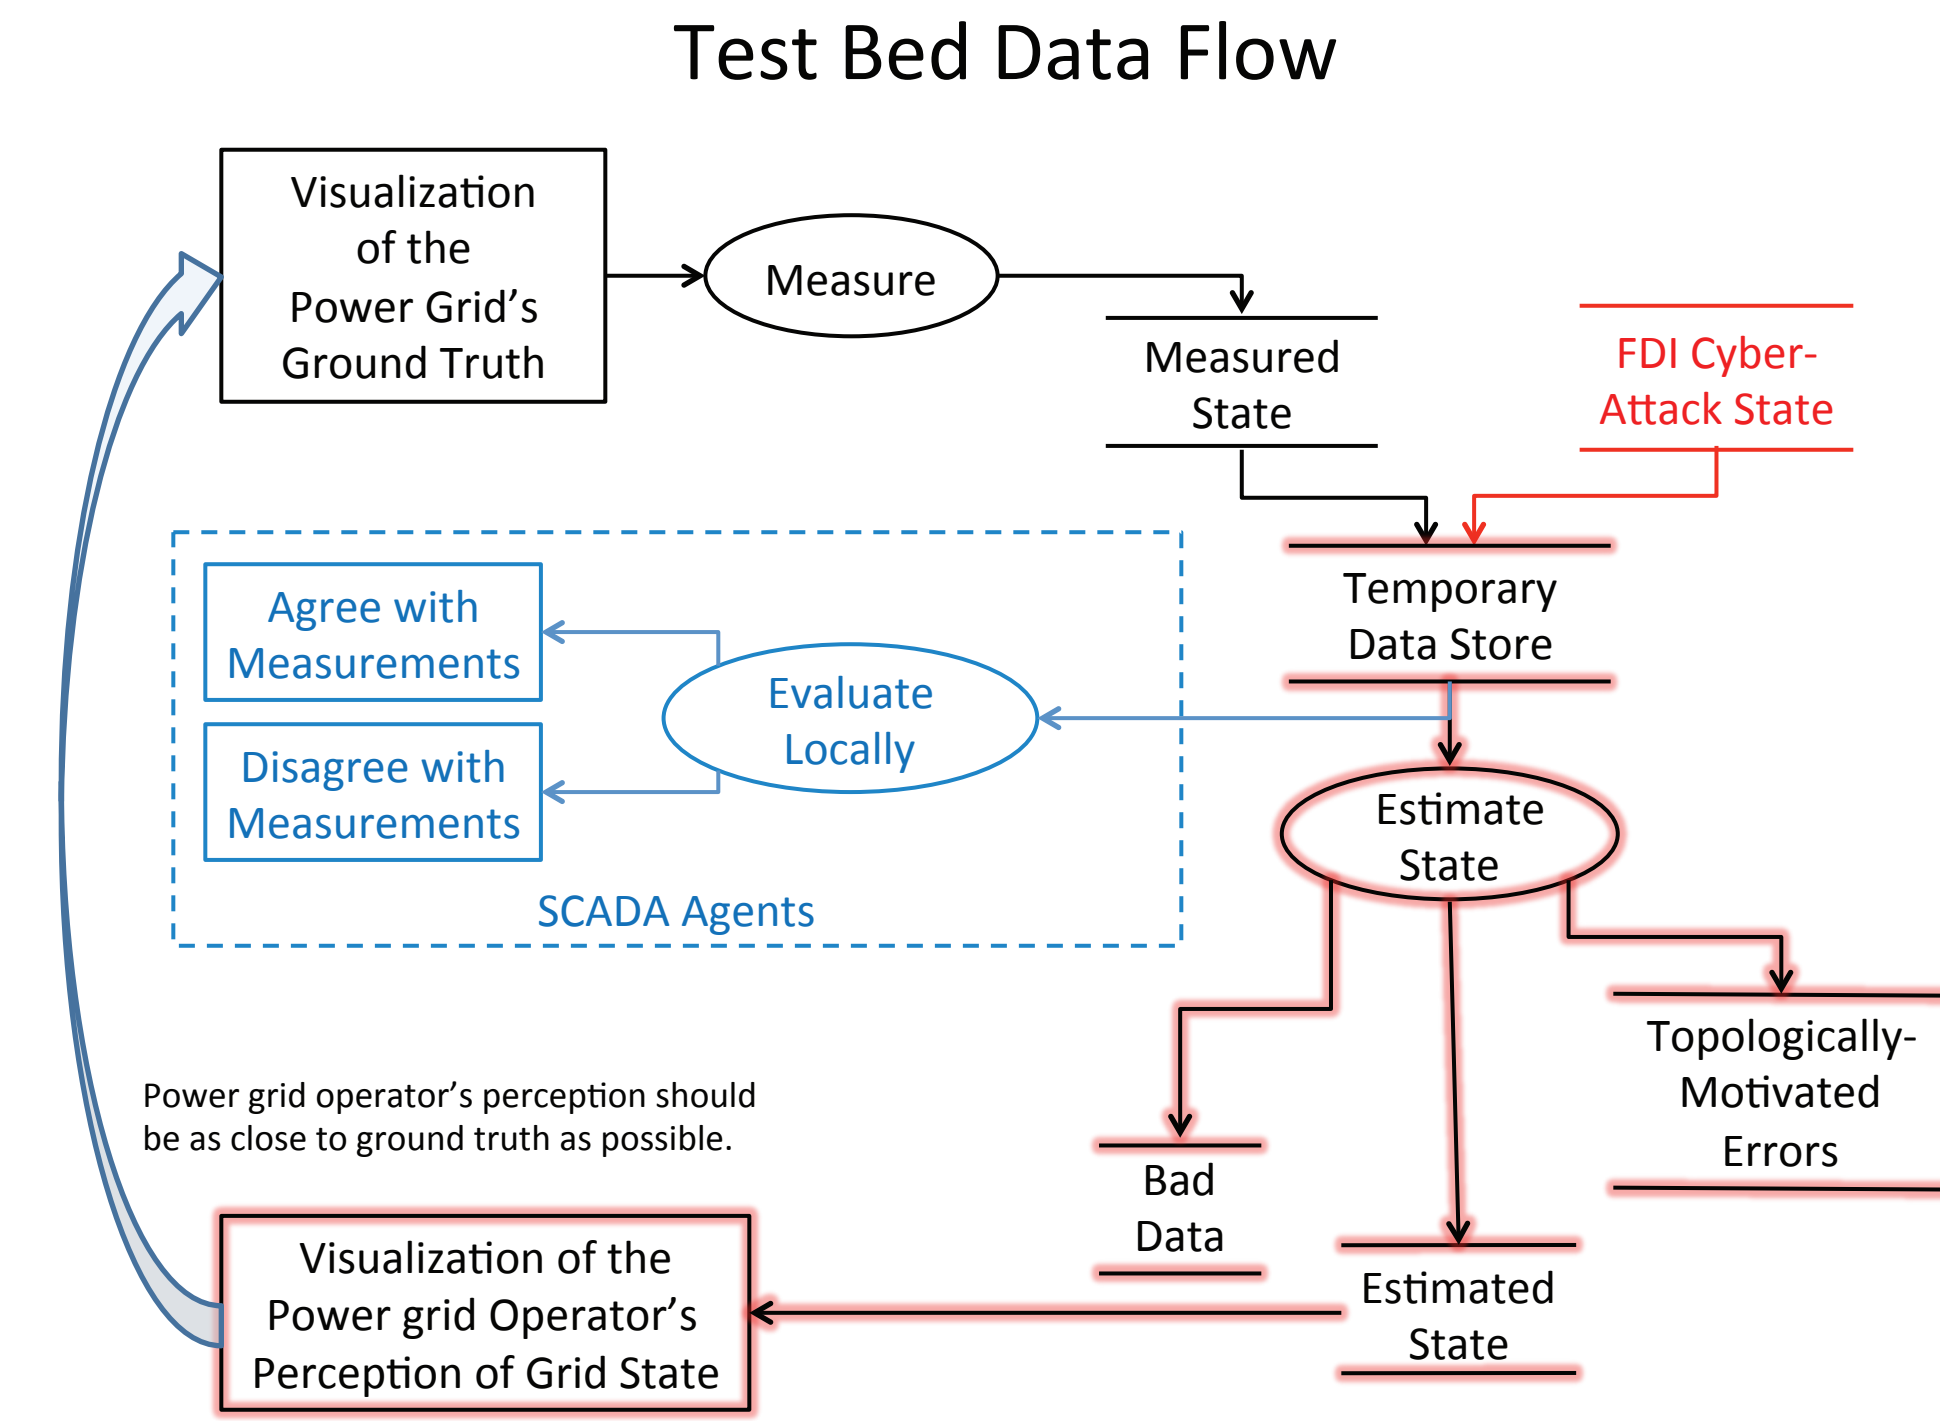 Test Bed Data Flow
Visualization
of the
Power Grid's
Ground Truth
Measure
Measured
State
FDI Cyber-
Attack State
Temporary
Data Store
Agree with
Measurements
Evaluate
Locally
Disagree with
Measurements
SCADA Agents
Estimate
State
Topologically-
Motivated
Errors
Power grid operator's perception should
be as close to ground truth as possible.
Bad
Data
Visualization of the
Power grid Operator's
Perception of Grid State
Estimated
State